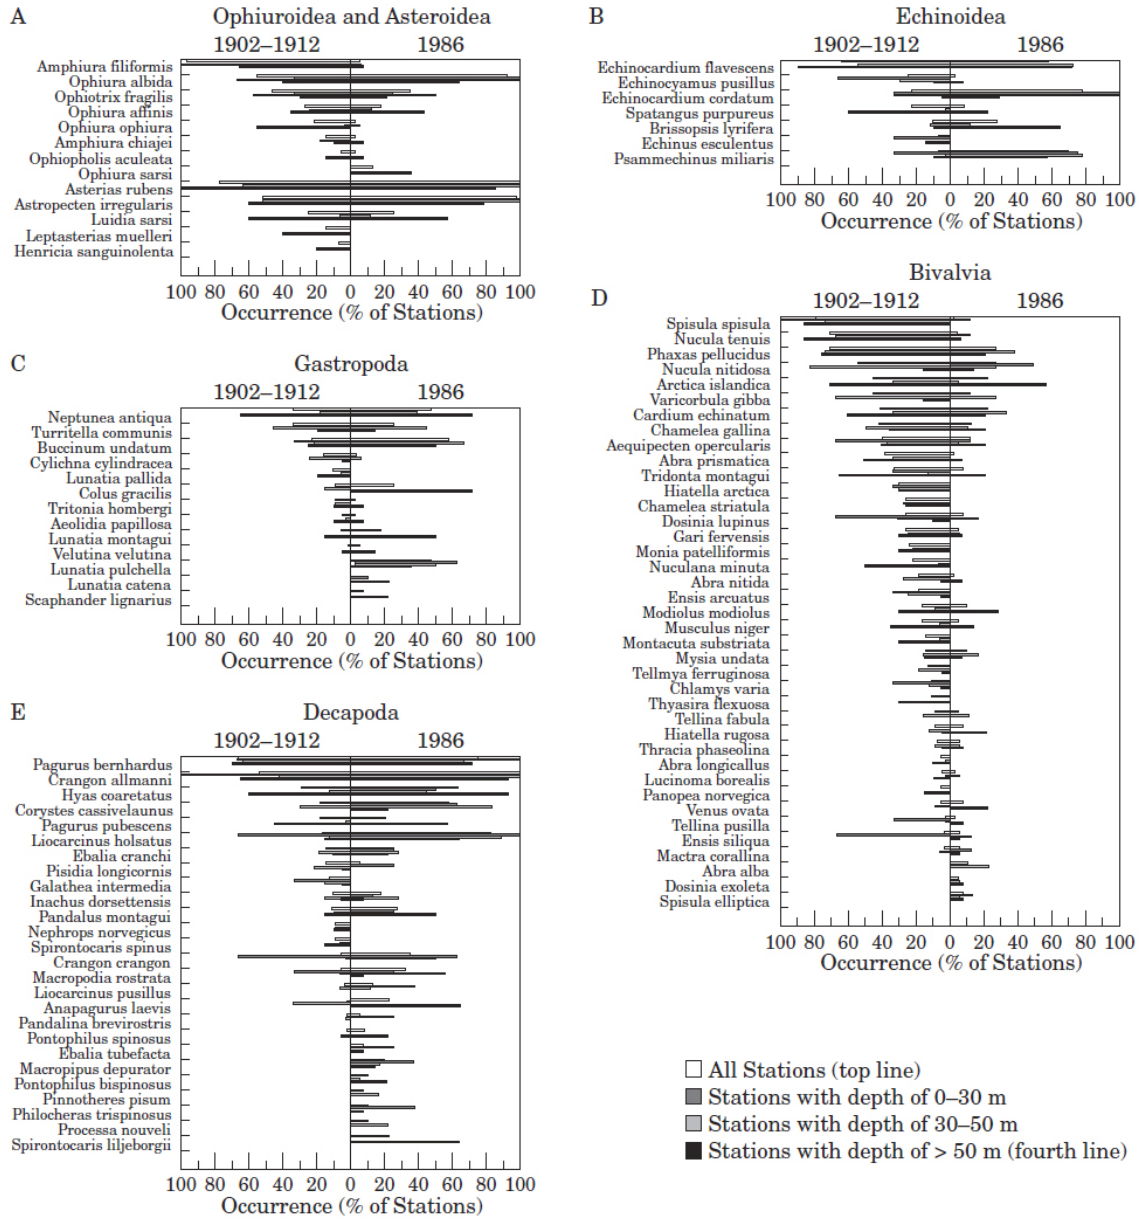 A
Ophiuroidea and Asteroidea
1902–1912 1986
Amphiura filiformis
Ophiura albida
Ophiotrix fragilis
Ophiura affinis
Ophiura ophiura
Amphiura chiajei
Ophiopholis aculeata
Ophiura sarsi
Asterias rubens
Astropecten irregularis
Luidia sarsi
Leptasterias muelleri
Henricia sanguinolenta
100 80 60 40 20 0 20 40 60 80 100
Occurrence (% of Stations)
B
Echinoidea
1902–1912 1986
Echinocardium flavescens
Echinocyamus pusillus
Echinocardium cordatum
Spatangus purpureus
Brissopsis lyrifera
Echinus esculentus
Psammechinus miliaris
100 80 60 40 20 0 20 40 60 80 100
Occurrence (% of Stations)
C
Gastropoda
1902–1912 1986
Neptunea antiqua
Turritella communis
Buccinum undatum
Cylichna cylindracea
Lunatia pallida
Colus gracilis
Tritonia hombergi
Aeolidia papillosa
Lunatia montagui
Velutina velutina
Lunatia pulchella
Lunatia catena
Scaphander lignarius
100 80 60 40 20 0 20 40 60 80 100
Occurrence (% of Stations)
D
Bivalvia
1902–1912 1986
Spisula spisula
Nucula tenuis
Phaxas pellucidus
Nucula nitidosa
Arctica islandica
Varicorbula gibba
Cardium echinatum
Chamelea gallina
Aequipecten opercularis
Abra prismatica
Tridonta montagui
Hiatella arctica
Chamelea striatula
Dosinia lupinus
Gari fervensis
Monia patelliformis
Nuculana minuta
Abra nitida
Ensis arcuatus
Modiolus modiolus
Musculus niger
Montacuta substriata
Mysia undata
Tellmya ferruginosa
Chlamys varia
Thyasira flexuosa
Tellina fabula
Hiatella rugosa
Thracia phaseolina
Abra longicallus
Lucinoma borealis
Panopea norvegica
Venus ovata
Tellina pusilla
Ensis siliqua
Mactra corallina
Abra alba
Dosinia exoleta
Spisula elliptica
100 80 60 40 20 0 20 40 60 80 100
Occurrence (% of Stations)
E
Decapoda
1902–1912 1986
Pagurus bernhardus
Crangon allmanni
Hyas coaretatus
Corystes cassivelaunus
Pagurus pubescens
Liocarcinus holsatus
Ebalia cranchi
Pisidia longicornis
Galathea intermedia
Inachus dorsettensis
Pandalus montagui
Nephrops norvegicus
Spirontocaris spinus
Crangon crangon
Macropodia rostrata
Liocarcinus pusillus
Anapagurus laevis
Pandalina brevirostris
Pontophilus spinosus
Ebalia tubefacta
Macropipus depurator
Pontophilus bispinosus
Pinnotheres pisum
Philocheras trispinosus
Processa nouveli
Spirontocaris liljeborgii
100 80 60 40 20 0 20 40 60 80 100
Occurrence (% of Stations)
All Stations (top line)
Stations with depth of 0–30 m
Stations with depth of 30–50 m
Stations with depth of > 50 m (fourth line)